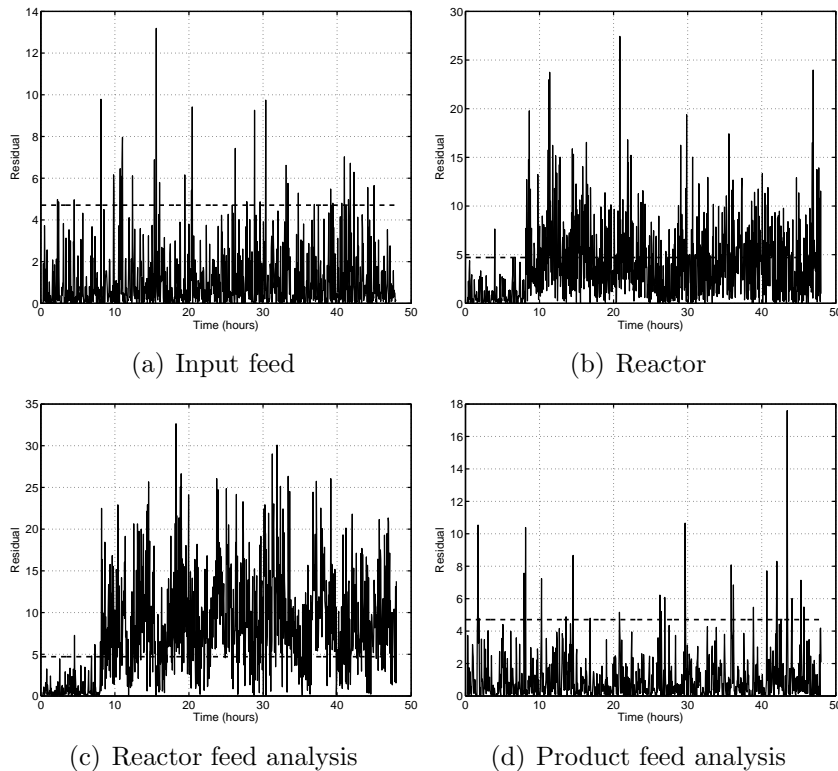 14
12
10
8
6
4
2
0
0 10 20 30 40 50
Residual
Time (hours)
(a) Input feed
30
25
20
15
10
5
0
0 10 20 30 40 50
Residual
Time (hours)
(b) Reactor
35
30
25
20
15
10
5
0
0 10 20 30 40 50
Residual
Time (hours)
(c) Reactor feed analysis
18
16
14
12
10
8
6
4
2
0
0 10 20 30 40 50
Residual
Time (hours)
(d) Product feed analysis